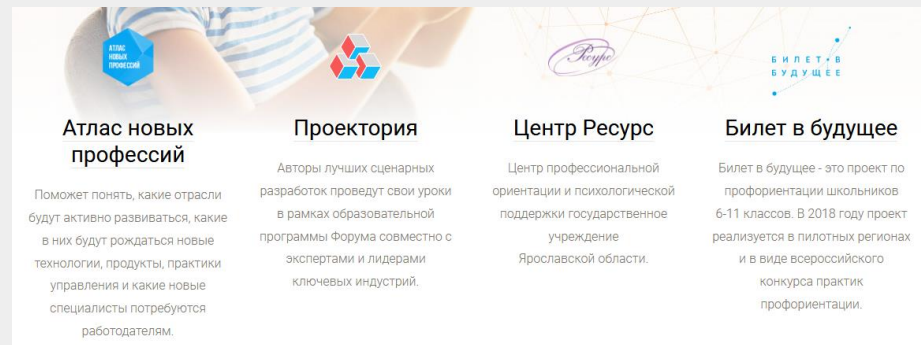 АТЛАС
НОВЫХ
ПРОФЕССИЙ
Атлас новых
профессий
Поможет понять, какие отрасли
будут активно развиваться, какие
в них будут рождаться новые
технологии, продукты, практики
управления и какие новые
специалисты потребуются
работодателям.
Проектория
Авторы лучших сценарных
разработок проведут свои уроки
в рамках образовательной
программы Форума совместно с
экспертами и лидерами
ключевых индустрий.
Ресурс
Центр Ресурс
Центр профессиональной
ориентации и психологической
поддержки государственное
учреждение
Ярославской области.
БИЛЕТ В
БУДУЩЕЕ
Билет в будущее
Билет в будущее - это проект по
профориентации школьников
6-11 классов. В 2018 году проект
реализуется в пилотных регионах
и в виде всероссийского
конкурса практик
профориентации.